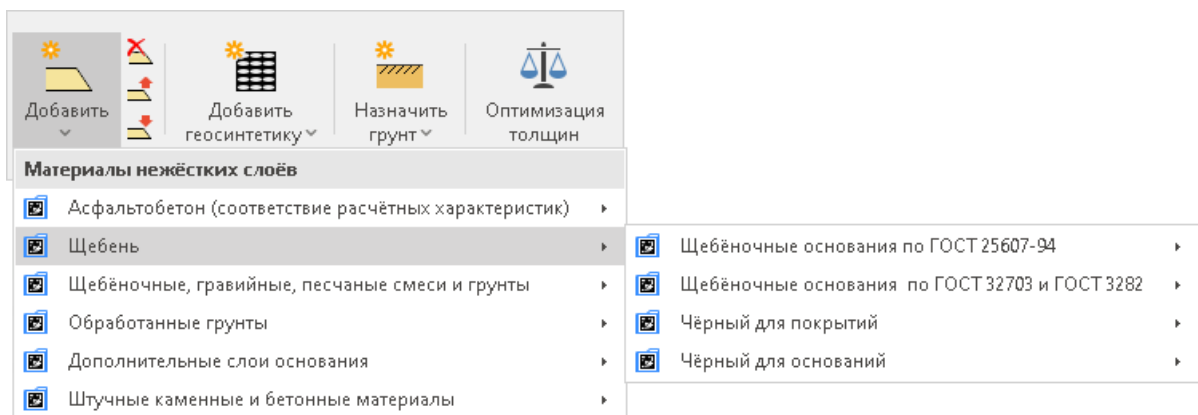 Добавить
Добавить
геосинтетику
Назначить
грунт
Оптимизация
толщин
Материалы нежёстких слоёв
Асфальтобетон (соответствие расчётных характеристик)
Щебень
Щебёночные, гравийные, песчаные смеси и грунты
Обработанные грунты
Дополнительные слои основания
Штучные каменные и бетонные материалы
Щебёночные основания по ГОСТ 25607-94
Щебёночные основания по ГОСТ 32703 и ГОСТ 3282
Чёрный для покрытий
Чёрный для оснований